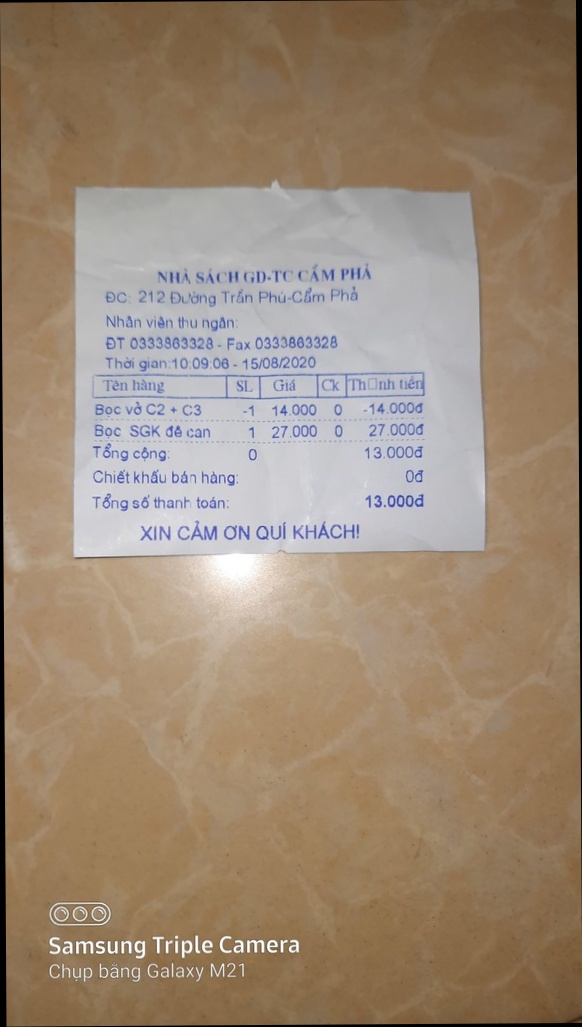 NHÀ SÁCH GD-TC CẨM PHẢ
ĐC: 212 Đường Trần Phú-Cẩm Phả
Nhân viên thu ngân:
ĐT 0333863328 - Fax 0333863328
Thời gian:10:09:06 - 15/08/2020
Tên hàng SL Giá Ck Th□nh tiền
Bọc vở C2 + C3 -1 14.000 0 -14.000đ
Bọc SGK đê can 1 27.000 0 27.000đ
Tổng cộng: 0 13.000đ
Chiết khấu bán hàng: 0đ
Tổng số thanh toán: 13.000đ
XIN CẢM ƠN QUÍ KHÁCH!
Samsung Triple Camera
Chụp bằng Galaxy M21